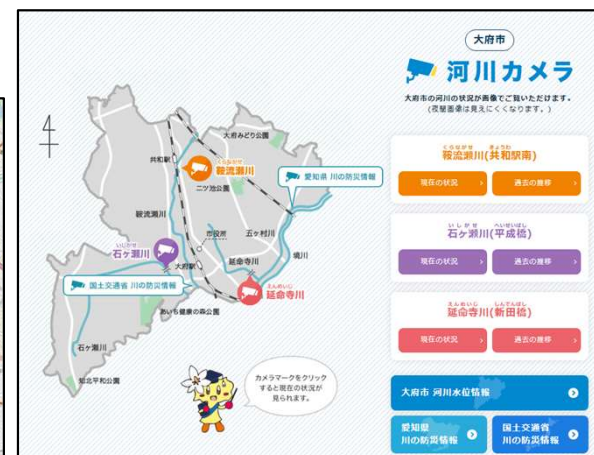 大府市
河川カメラ
大府市の河川の状況が画像でご覧いただけます。
(夜間画像は見えにくくなります。)
くらながせ きょうわ
鞍流瀬川(共和駅南)
現在の状況
過去の推移
いしがせ へいせいばし
石ヶ瀬川(平成橋)
現在の状況
過去の推移
えんめいじ しんでんばし
延命寺川(新田橋)
現在の状況
過去の推移
大府市 河川水位情報
愛知県
川の防災情報
国土交通省
川の防災情報
大府みどり公園
共和駅
くらながせ
鞍流瀬川
愛知県 川の防災情報
二ツ池公園
鞍流瀬川
市役所
五ヶ村川
いしがせ
石ヶ瀬川
大府駅
延命寺川
境川
国土交通省 川の防災情報
えんめいじ
延命寺川
あいち健康の森公園
石ヶ瀬川
知北平和公園
カメラマークをクリック
すると現在の状況が
見られます。